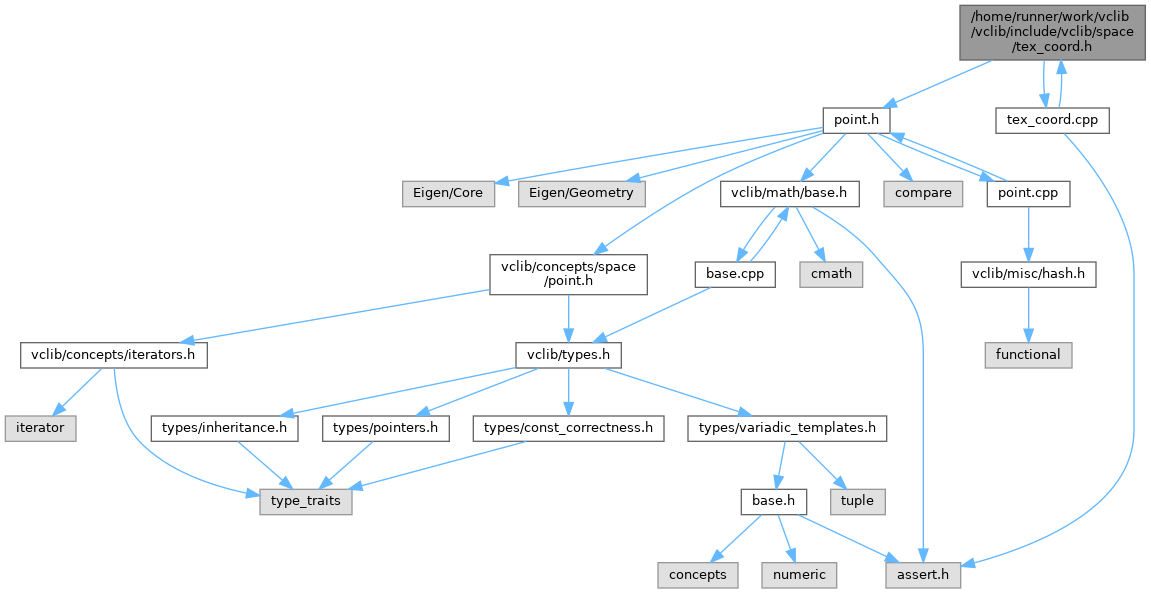 /home/runner/work/vclib
/vclib/include/vclib/space
/tex_coord.h
point.h
tex_coord.cpp
Eigen/Core
Eigen/Geometry
vclib/math/base.h
compare
point.cpp
vclib/concepts/space
/point.h
base.cpp
cmath
vclib/misc/hash.h
vclib/concepts/iterators.h
vclib/types.h
functional
iterator
types/inheritance.h
types/pointers.h
types/const_correctness.h
types/variadic_templates.h
type_traits
base.h
tuple
concepts
numeric
assert.h